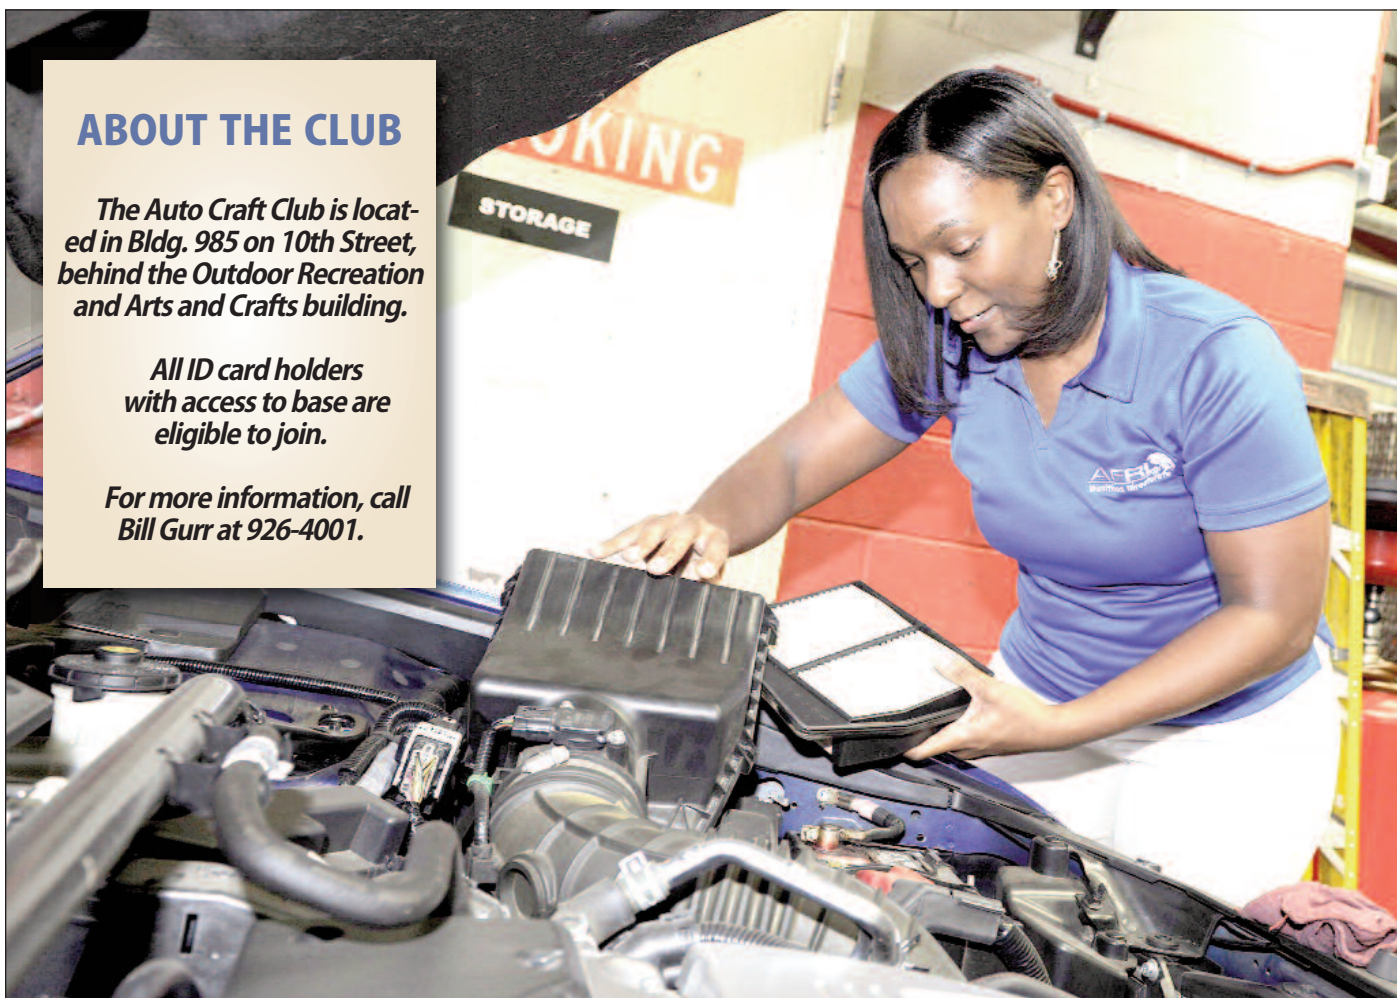 ABOUT THE CLUB
The Auto Craft Club is locat-
ed in Bldg. 985 on 10th Street,
behind the Outdoor Recreation
and Arts and Crafts building.
All ID card holders
with access to base are
eligible to join.
For more information, call
Bill Gurr at 926-4001.
OKING
STORAGE
AFRL